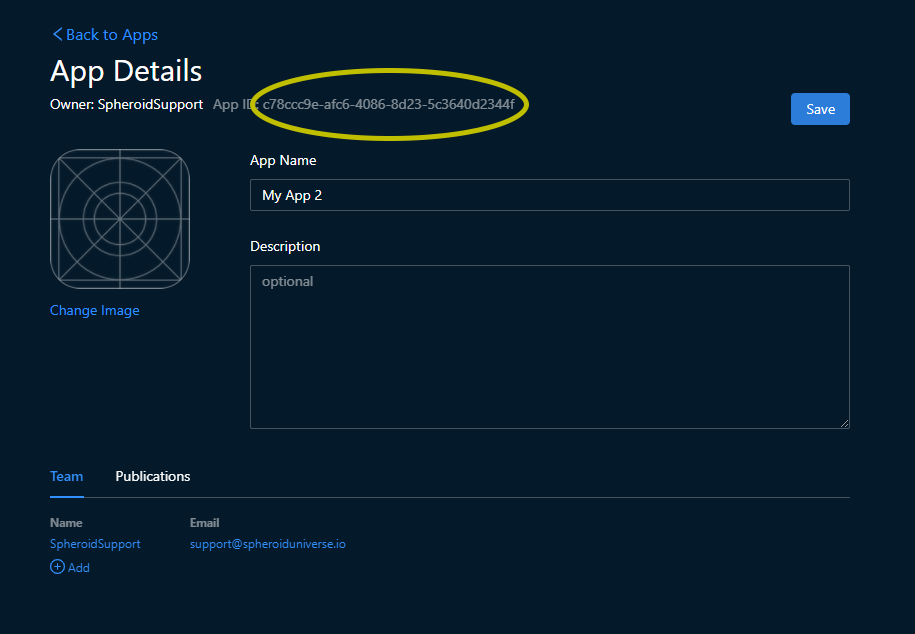 Back to Apps
App Details
Owner: SpheroidSupport App ID: c78ccc9e-afc6-4086-8d23-5c3640d2344f
Save
App Name
My App 2
Description
optional
Change Image
Team Publications
Name Email
SpheroidSupport support@spheroiduniverse.io
Add